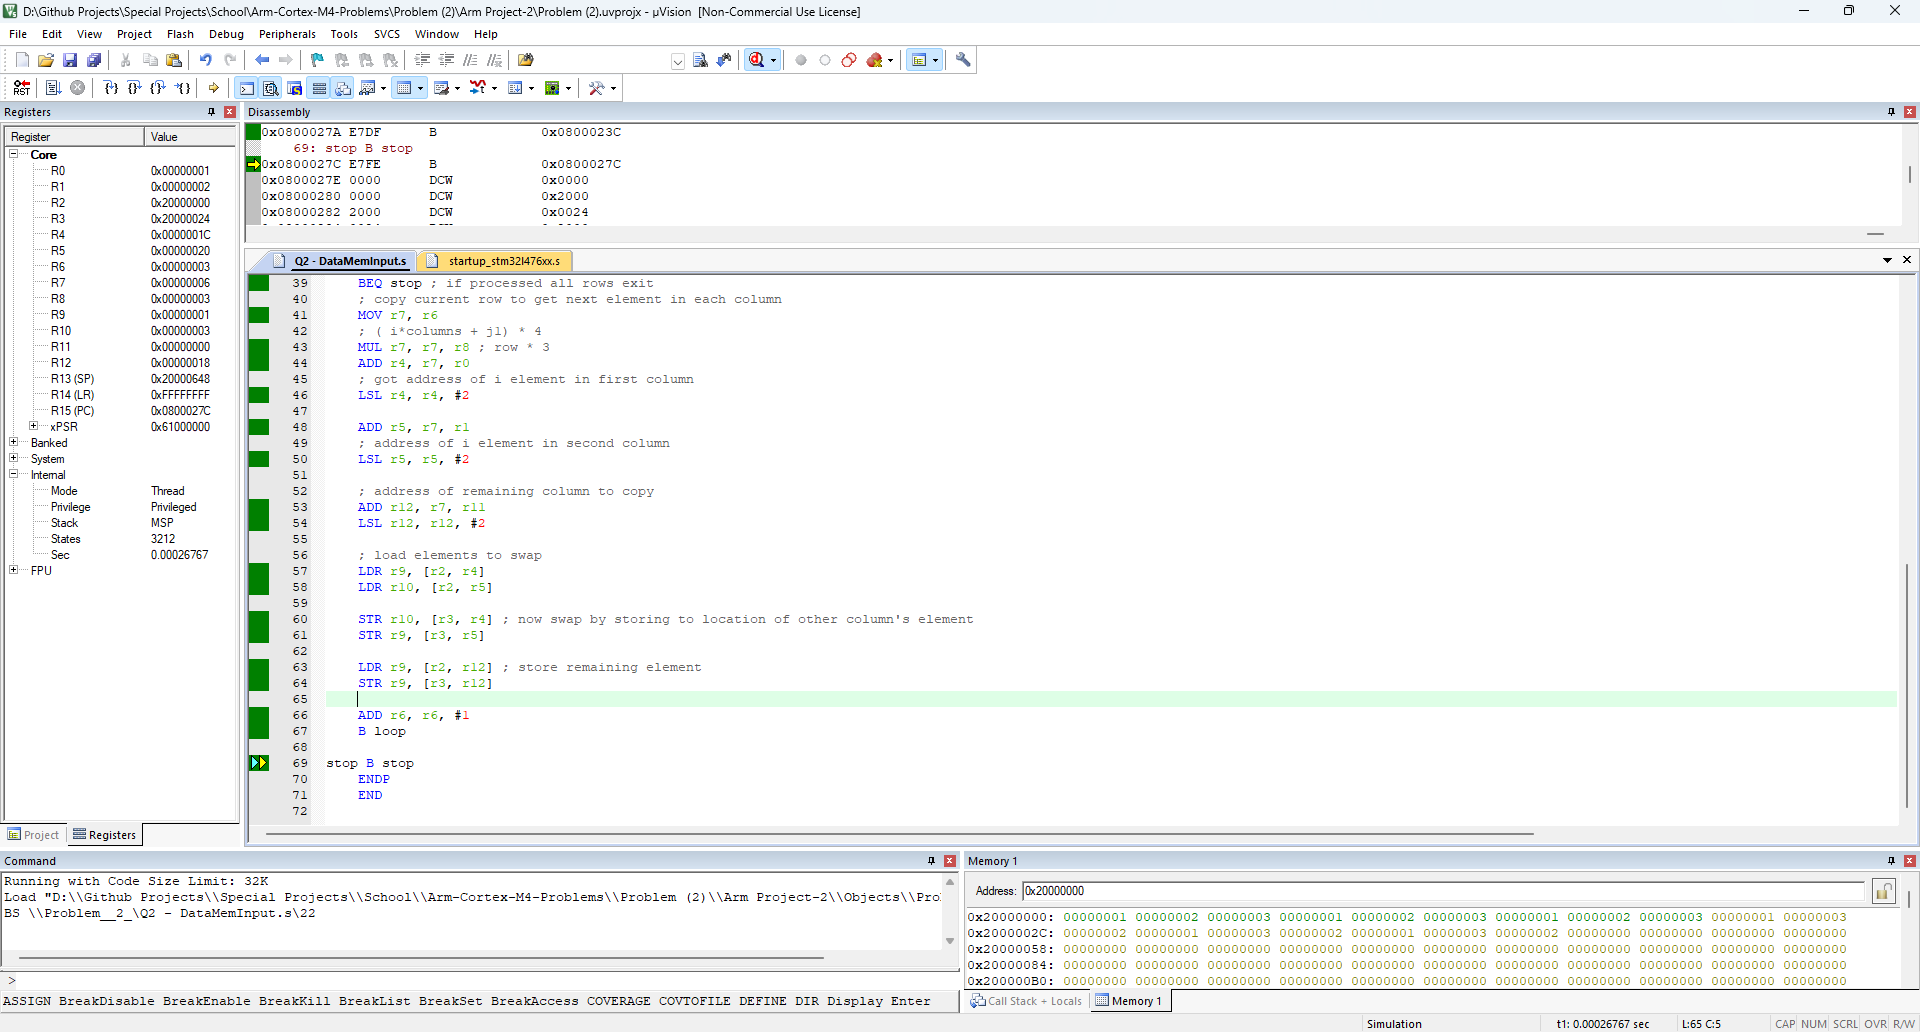 D:\Github Projects\Special Projects\School\Arm-Cortex-M4-Problems\Problem (2)\Arm Project-2\Problem (2).uvprojx - µVision [Non-Commercial Use License]
File Edit View Project Flash Debug Peripherals Tools SVCS Window Help
RST
Registers
Register Value
Core
R0 0x00000001
R1 0x00000002
R2 0x20000000
R3 0x20000024
R4 0x0000001C
R5 0x00000020
R6 0x00000003
R7 0x00000006
R8 0x00000003
R9 0x00000001
R10 0x00000003
R11 0x00000000
R12 0x00000018
R13 (SP) 0x20000648
R14 (LR) 0xFFFFFFFF
R15 (PC) 0x0800027C
xPSR 0x61000000
Banked
System
Internal
Mode Thread
Privilege Privileged
Stack MSP
States 3212
Sec 0.00026767
FPU
Project Registers
Disassembly
0x0800027A E7DF B 0x0800023C
69: stop B stop
0x0800027C E7FE B 0x0800027C
0x0800027E 0000 DCW 0x0000
0x08000280 0000 DCW 0x2000
0x08000282 2000 DCW 0x0024
Q2 - DataMemInput.s startup_stm32l476xx.s
39 BEQ stop ; if processed all rows exit
40 ; copy current row to get next element in each column
41 MOV r7, r6
42 ; ( i*columns + j1) * 4
43 MUL r7, r7, r8 ; row * 3
44 ADD r4, r7, r0
45 ; got address of i element in first column
46 LSL r4, r4, #2
47
48 ADD r5, r7, r1
49 ; address of i element in second column
50 LSL r5, r5, #2
51
52 ; address of remaining column to copy
53 ADD r12, r7, r11
54 LSL r12, r12, #2
55
56 ; load elements to swap
57 LDR r9, [r2, r4]
58 LDR r10, [r2, r5]
59
60 STR r10, [r3, r4] ; now swap by storing to location of other column's element
61 STR r9, [r3, r5]
62
63 LDR r9, [r2, r12] ; store remaining element
64 STR r9, [r3, r12]
65
66 ADD r6, r6, #1
67 B loop
68
69 stop B stop
70 ENDP
71 END
72
Command
Running with Code Size Limit: 32K
Load "D:\\Github Projects\\Special Projects\\School\\Arm-Cortex-M4-Problems\\Problem (2)\\Arm Project-2\\Objects\\Pro
BS \\Problem__2_\Q2 - DataMemInput.s\22
>
ASSIGN BreakDisable BreakEnable BreakKill BreakList BreakSet BreakAccess COVERAGE COVTOFILE DEFINE DIR Display Enter
Memory 1
Address: 0x20000000
0x20000000: 00000001 00000002 00000003 00000001 00000002 00000003 00000001 00000002 00000003 00000001 00000003
0x2000002C: 00000002 00000001 00000003 00000002 00000001 00000003 00000002 00000000 00000000 00000000 00000000
0x20000058: 00000000 00000000 00000000 00000000 00000000 00000000 00000000 00000000 00000000 00000000 00000000
0x20000084: 00000000 00000000 00000000 00000000 00000000 00000000 00000000 00000000 00000000 00000000 00000000
0x200000B0: 00000000 00000000 00000000 00000000 00000000 00000000 00000000 00000000 00000000 00000000 00000000
Call Stack + Locals Memory 1
Simulation t1: 0.00026767 sec L:65 C:5 CAP NUM SCRL OVR R/W